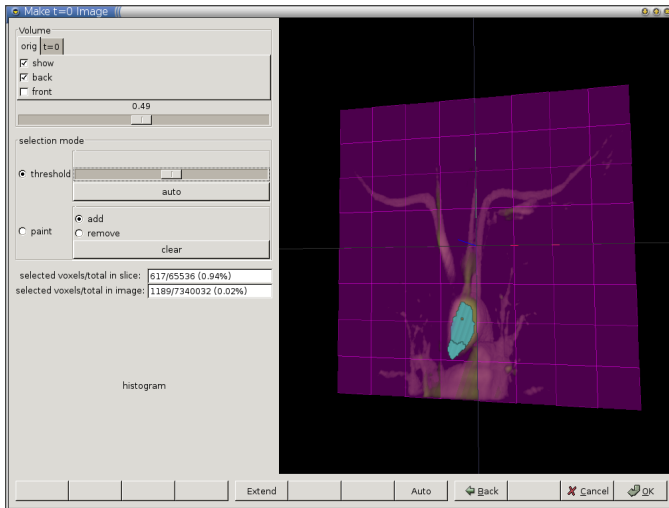 Make t=0 Image
Volume
orig t=0
show
back
front
0.49
selection mode
threshold
auto
paint
add
remove
clear
selected voxels/total in slice: 617/65536 (0.94%)
selected voxels/total in image: 1189/7340032 (0.02%)
histogram
Extend Auto Back Cancel OK